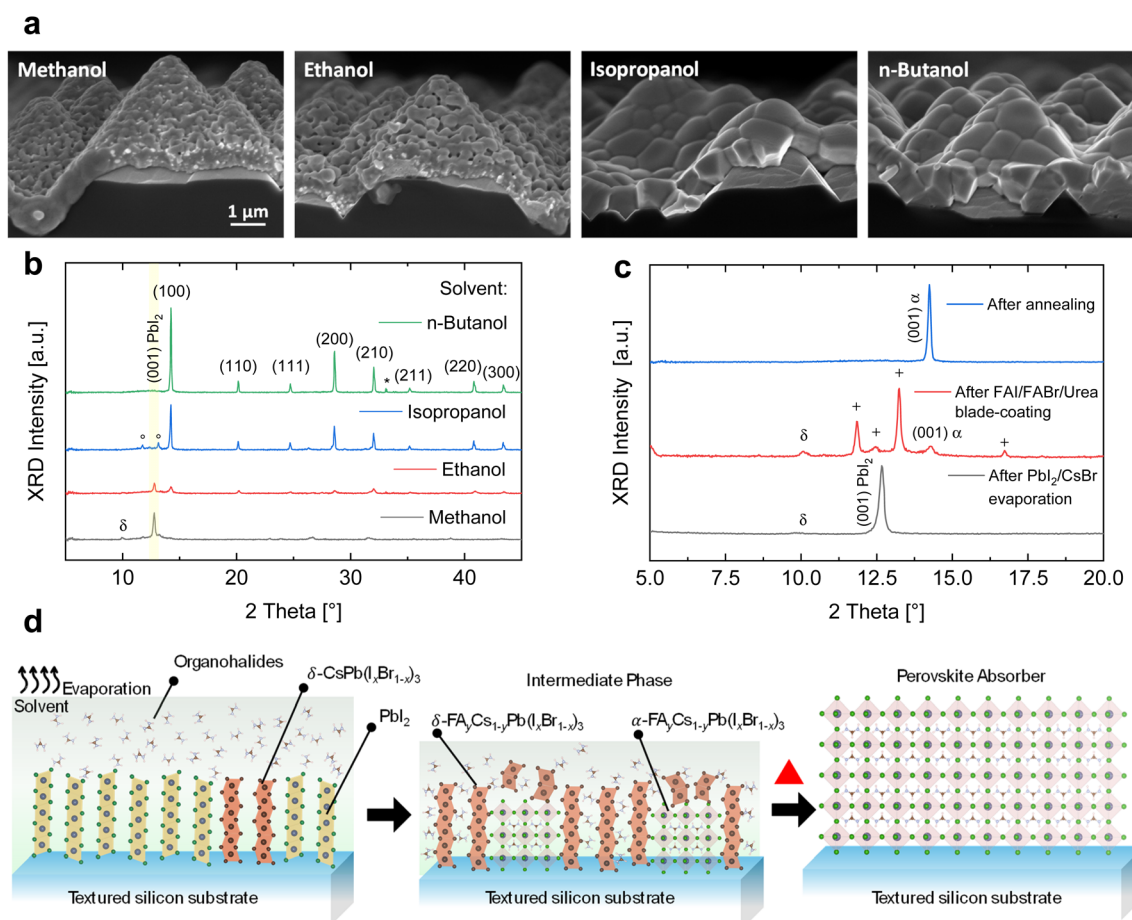 a
Methanol
Ethanol
Isopropanol
n-Butanol
1 µm
b
(001) PbI₂
(100)
(110)
(111)
(200)
(210)
*
(211)
(220)
(300)
Solvent:
n-Butanol
° °
Isopropanol
Ethanol
δ
Methanol
XRD Intensity [a.u.]
10 20 30 40
2 Theta [°]
c
(001) α
After annealing
δ
+
+
+
(001) α
+
After FAI/FABr/Urea
blade-coating
δ
(001) PbI₂
After PbI₂/CsBr
evaporation
XRD Intensity [a.u.]
5.0 7.5 10.0 12.5 15.0 17.5 20.0
2 Theta [°]
d
Evaporation
Solvent
Organohalides
δ-CsPb(IₓBr₁₋ₓ)₃
PbI₂
Textured silicon substrate
Intermediate Phase
δ-FAᵧCs₁₋ᵧPb(IₓBr₁₋ₓ)₃
α-FAᵧCs₁₋ᵧPb(IₓBr₁₋ₓ)₃
Textured silicon substrate
Perovskite Absorber
Textured silicon substrate